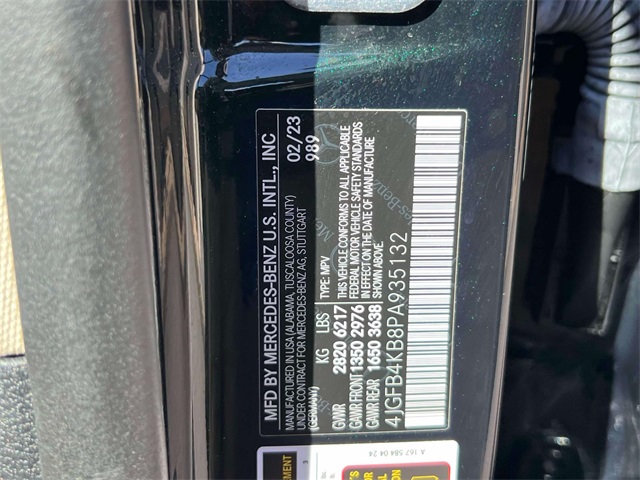 MFD BY MERCEDES-BENZ U.S. INTL., INC
MANUFACTURED IN USA (ALABAMA, TUSCALOOSA COUNTY)
UNDER CONTRACT FOR MERCEDES-BENZ AG, STUTTGART
(GERMANY)
02/23
989
KG LBS TYPE: MPV
GVWR 2820 6217 THIS VEHICLE CONFORMS TO ALL APPLICABLE
GAWR FRONT 1350 2976 FEDERAL MOTOR VEHICLE SAFETY STANDARDS
IN EFFECT ON THE DATE OF MANUFACTURE
GAWR REAR 1650 3638 SHOWN ABOVE.
4JGFB4KB8PA935132
A 167 584 04 24
3